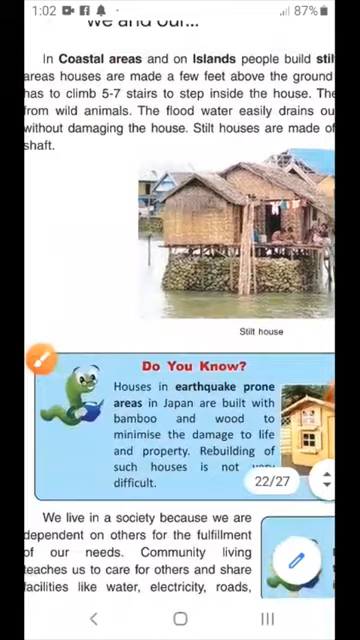 1:02
87%
we and our...
In Coastal areas and on Islands people build stil
areas houses are made a few feet above the ground
has to climb 5-7 stairs to step inside the house. The
from wild animals. The flood water easily drains ou
without damaging the house. Stilt houses are made of
shaft.
Stilt house
Do You Know?
Houses in earthquake prone
areas in Japan are built with
bamboo and wood to
minimise the damage to life
and property. Rebuilding of
such houses is not very
difficult.
22/27
We live in a society because we are
dependent on others for the fulfillment
of our needs. Community living
teaches us to care for others and share
facilities like water, electricity, roads,